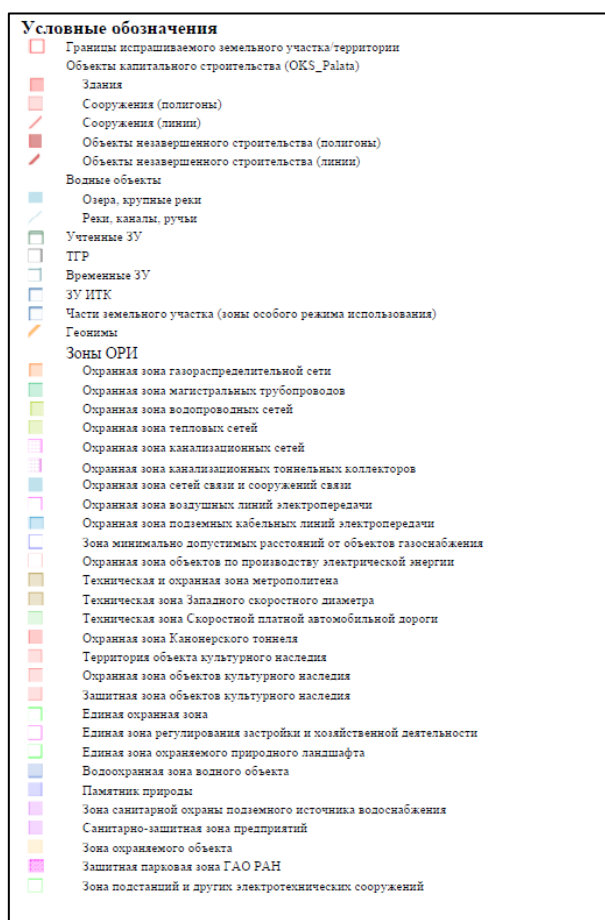 Условные обозначения
Границы испрашиваемого земельного участка/территории
Объекты капитального строительства (OKS_Palata)
Здания
Сооружения (полигоны)
Сооружения (линии)
Объекты незавершенного строительства (полигоны)
Объекты незавершенного строительства (линии)
Водные объекты
Озера, крупные реки
Реки, каналы, ручьи
Учтенные ЗУ
ТГР
Временные ЗУ
ЗУ ИТК
Части земельного участка (зоны особого режима использования)
Геонимы
Зоны ОРИ
Охранная зона газораспределительной сети
Охранная зона магистральных трубопроводов
Охранная зона водопроводных сетей
Охранная зона тепловых сетей
Охранная зона канализационных сетей
Охранная зона канализационных тоннельных коллекторов
Охранная зона сетей связи и сооружений связи
Охранная зона воздушных линий электропередачи
Охранная зона подземных кабельных линий электропередачи
Зона минимально допустимых расстояний от объектов газоснабжения
Охранная зона объектов по производству электрической энергии
Техническая и охранная зона метрополитена
Техническая зона Западного скоростного диаметра
Техническая зона Скоростной платной автомобильной дороги
Охранная зона Канонерского тоннеля
Территория объекта культурного наследия
Охранная зона объектов культурного наследия
Защитная зона объектов культурного наследия
Единая охранная зона
Единая зона регулирования застройки и хозяйственной деятельности
Единая зона охраняемого природного ландшафта
Водоохранная зона водного объекта
Памятник природы
Зона санитарной охраны подземного источника водоснабжения
Санитарно-защитная зона предприятий
Зона охраняемого объекта
Защитная парковая зона ГАО РАН
Зона подстанций и других электротехнических сооружений